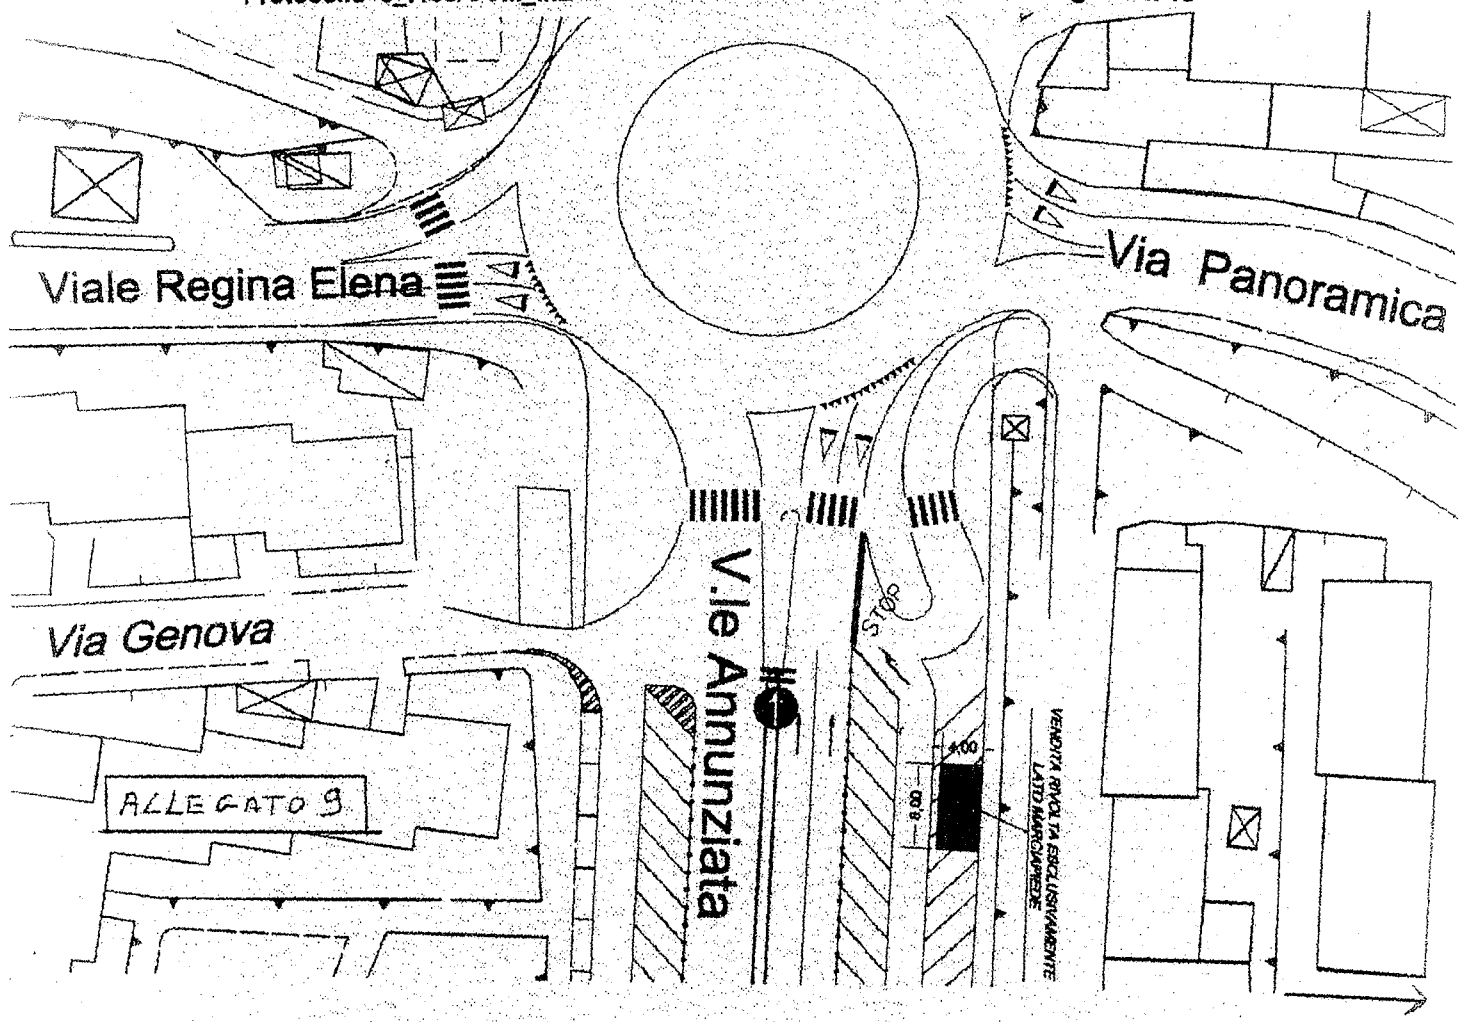 Viale Regina Elena
Via Panoramica
V.le Annunziata
STOP
Via Genova
4,00
8,00
VENDITA RIVOLTA ESCLUSIVAMENTE
LATO MARCIAPIEDE
ALLEGATO 9